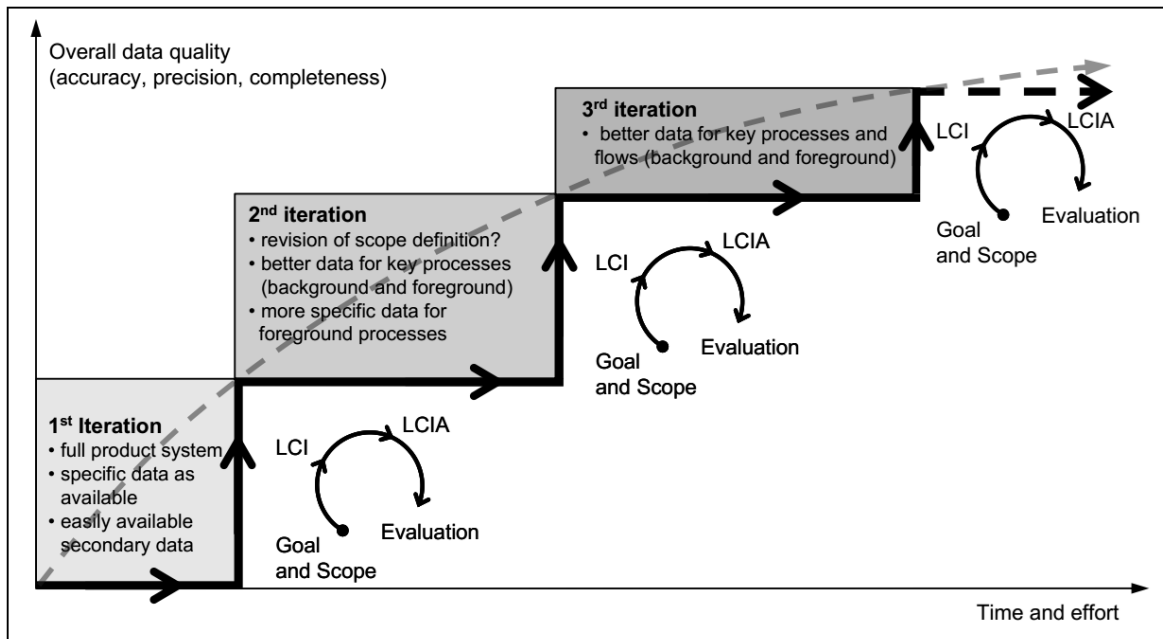 Overall data quality
(accuracy, precision, completeness)
3rd iteration
• better data for key processes and
flows (background and foreground)
LCI
LCIA
Goal
and Scope
Evaluation
2nd iteration
• revision of scope definition?
• better data for key processes
(background and foreground)
• more specific data for
foreground processes
LCI
LCIA
Goal
and Scope
Evaluation
1st Iteration
• full product system
• specific data as
available
• easily available
secondary data
LCI
LCIA
Goal
and Scope
Evaluation
Time and effort